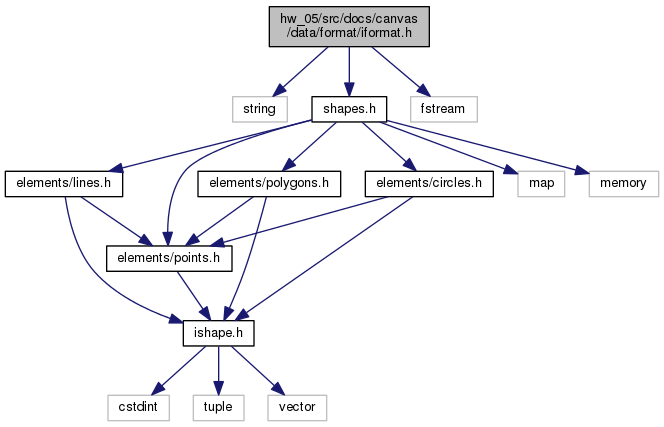 hw_05/src/docs/canvas
/data/format/iformat.h
string
shapes.h
fstream
elements/lines.h
elements/polygons.h
elements/circles.h
map
memory
elements/points.h
ishape.h
cstdint
tuple
vector